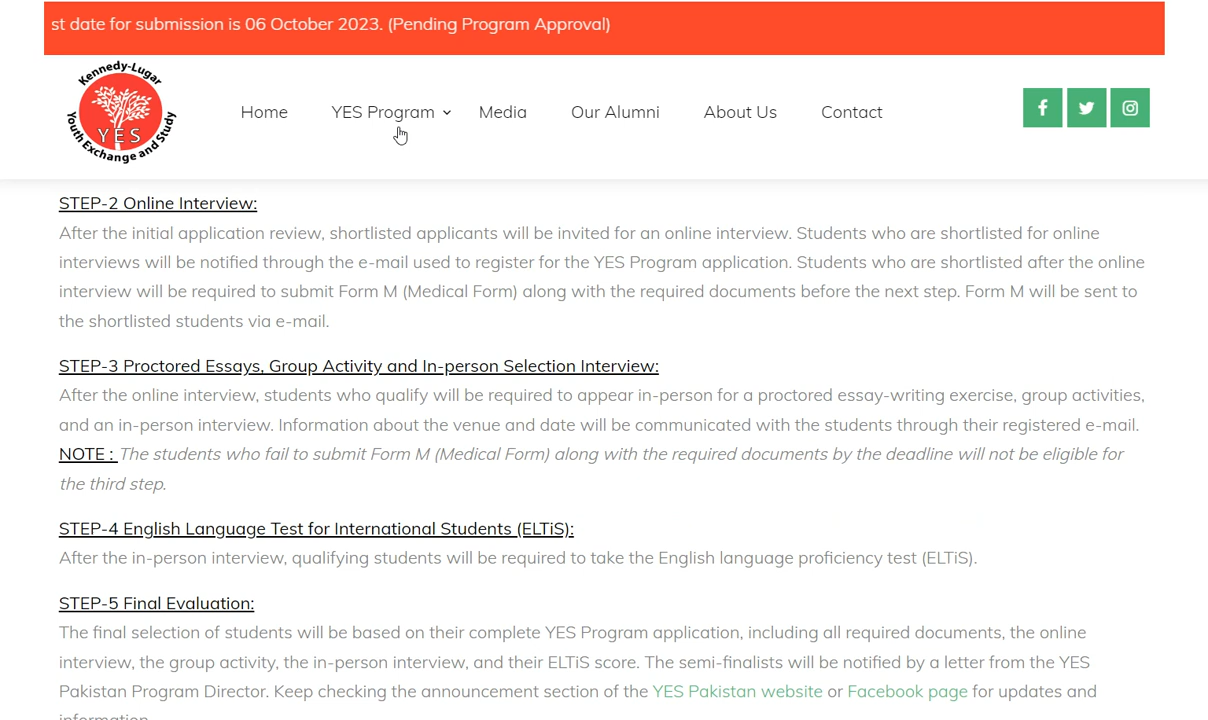 st date for submission is 06 October 2023. (Pending Program Approval)
Kennedy-Lugar
YES
Youth Exchange and Study
Home YES Program Media Our Alumni About Us Contact
STEP-2 Online Interview:
After the initial application review, shortlisted applicants will be invited for an online interview. Students who are shortlisted for online
interviews will be notified through the e-mail used to register for the YES Program application. Students who are shortlisted after the online
interview will be required to submit Form M (Medical Form) along with the required documents before the next step. Form M will be sent to
the shortlisted students via e-mail.
STEP-3 Proctored Essays, Group Activity and In-person Selection Interview:
After the online interview, students who qualify will be required to appear in-person for a proctored essay-writing exercise, group activities,
and an in-person interview. Information about the venue and date will be communicated with the students through their registered e-mail.
NOTE : The students who fail to submit Form M (Medical Form) along with the required documents by the deadline will not be eligible for
the third step.
STEP-4 English Language Test for International Students (ELTiS):
After the in-person interview, qualifying students will be required to take the English language proficiency test (ELTiS).
STEP-5 Final Evaluation:
The final selection of students will be based on their complete YES Program application, including all required documents, the online
interview, the group activity, the in-person interview, and their ELTiS score. The semi-finalists will be notified by a letter from the YES
Pakistan Program Director. Keep checking the announcement section of the YES Pakistan website or Facebook page for updates and
information.